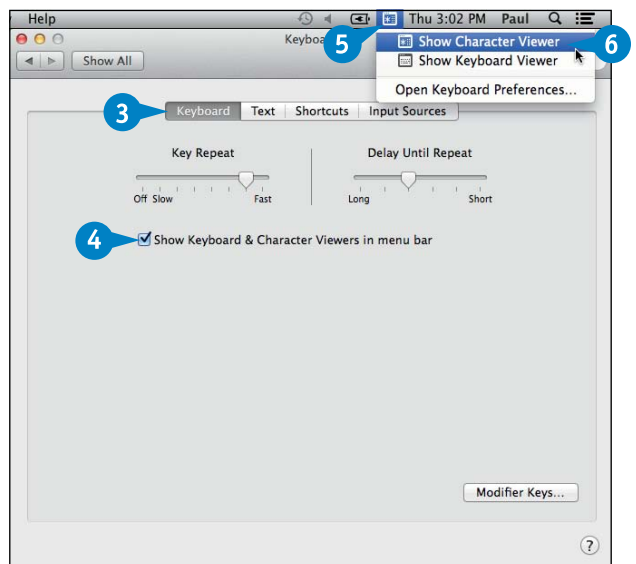 Help Thu 3:02 PM Paul
Keyboa 5 Show Character Viewer 6
Show All Show Keyboard Viewer
Open Keyboard Preferences...
3 Keyboard Text Shortcuts Input Sources
Key Repeat Delay Until Repeat
Off Slow Fast Long Short
4 Show Keyboard & Character Viewers in menu bar
Modifier Keys...
?